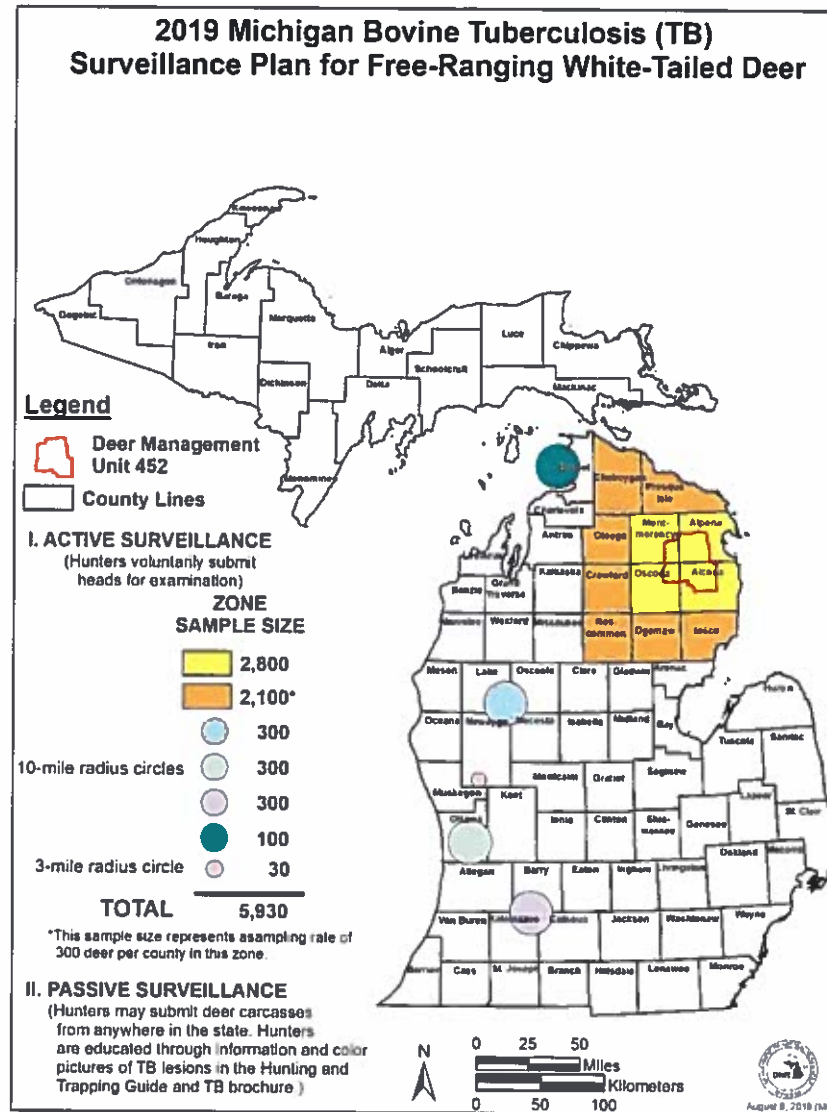 2019 Michigan Bovine Tuberculosis (TB)
Surveillance Plan for Free-Ranging White-Tailed Deer
Keweenaw
Houghton
Ontonagon
Baraga
Gogebic
Marquette
Luce
Chippewa
Iron
Alger
Schoolcraft
Mackinac
Dickinson
Delta
Menominee
Legend
Deer Management
Unit 452
County Lines
I. ACTIVE SURVEILLANCE
(Hunters voluntarily submit
heads for examination)
ZONE
SAMPLE SIZE
2,800
2,100*
300
10-mile radius circles 300
300
100
3-mile radius circle 30
TOTAL 5,930
*This sample size represents asampling rate of
300 deer per county in this zone.
II. PASSIVE SURVEILLANCE
(Hunters may submit deer carcasses
from anywhere in the state. Hunters
are educated through information and color
pictures of TB lesions in the Hunting and
Trapping Guide and TB brochure )
Cheboygan
Presque
Isle
Charlevoix
Antrim
Otsego
Mont-
morency
Alpena
Grand
Traverse
Benzie
Kalkaska
Crawford
Oscoda
Alcona
Manistee
Wexford
Missaukee
Ros-
common
Ogemaw
Iosco
Mason
Lake
Osceola
Clare
Gladwin
Arenac
Huron
Oceana
Newaygo
Mecosta
Isabella
Midland
Bay
Tuscola
Sanilac
Muskegon
Kent
Montcalm
Gratiot
Saginaw
Lapeer
St. Clair
Ottawa
Ionia
Clinton
Shia-
wassee
Genesee
Oakland
Macomb
Allegan
Barry
Eaton
Ingham
Livingston
Van Buren
Kalamazoo
Calhoun
Jackson
Washtenaw
Wayne
Berrien
Cass
St. Joseph
Branch
Hillsdale
Lenawee
Monroe
N
0 25 50
Miles
Kilometers
0 50 100
DNR